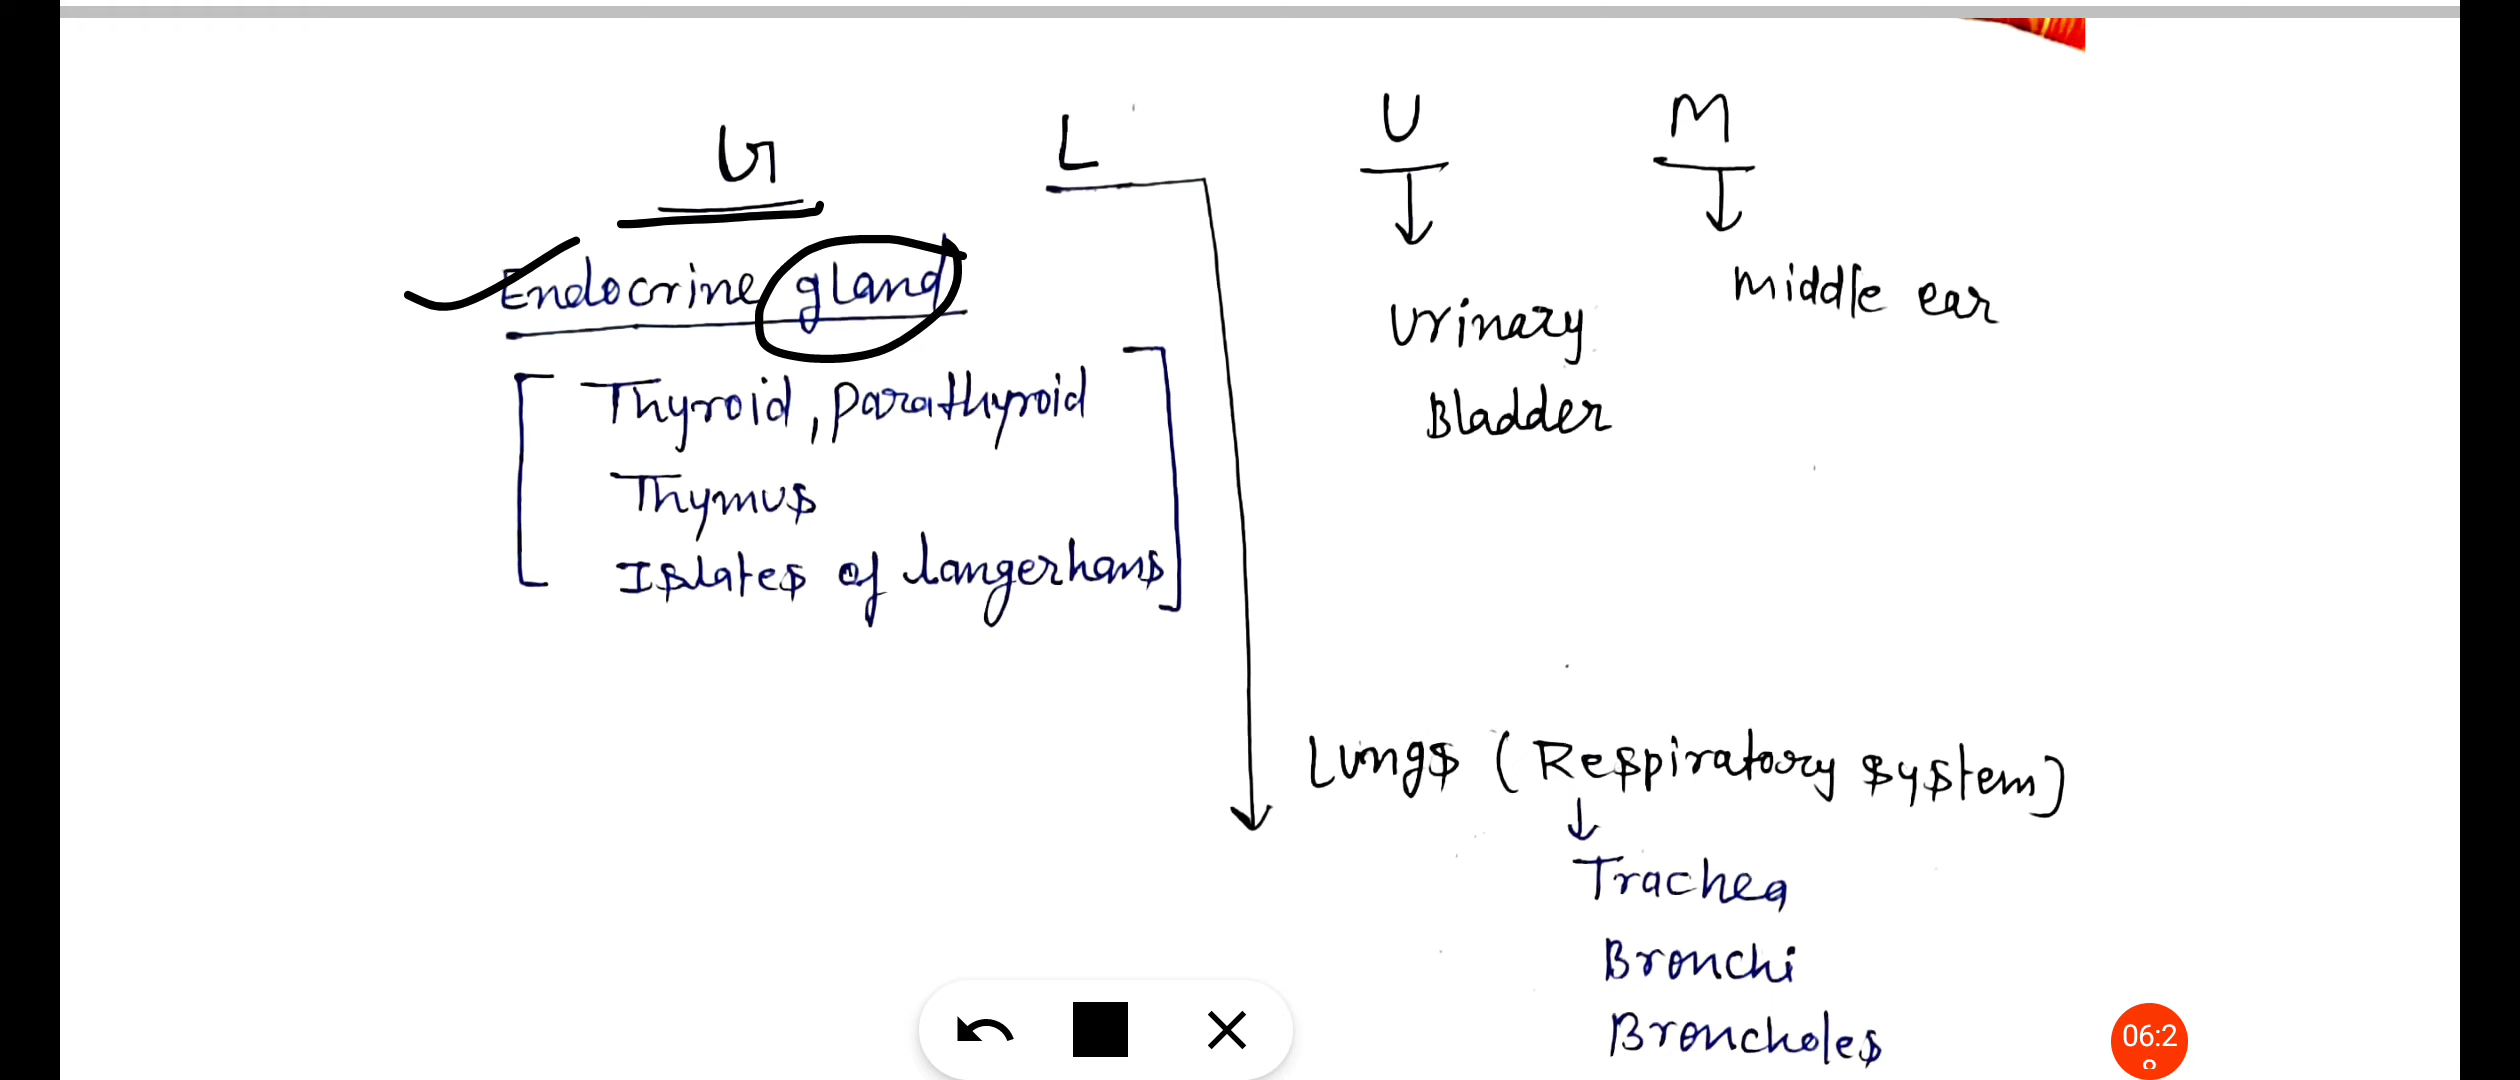 G L U M
Endocrine gland
Thyroid, Parathyroid
Thymus
Islates of langerhans
Urinary
Bladder
Middle ear
Lungs (Respiratory system)
Trachea
Bronchi
Broncholes
06:28